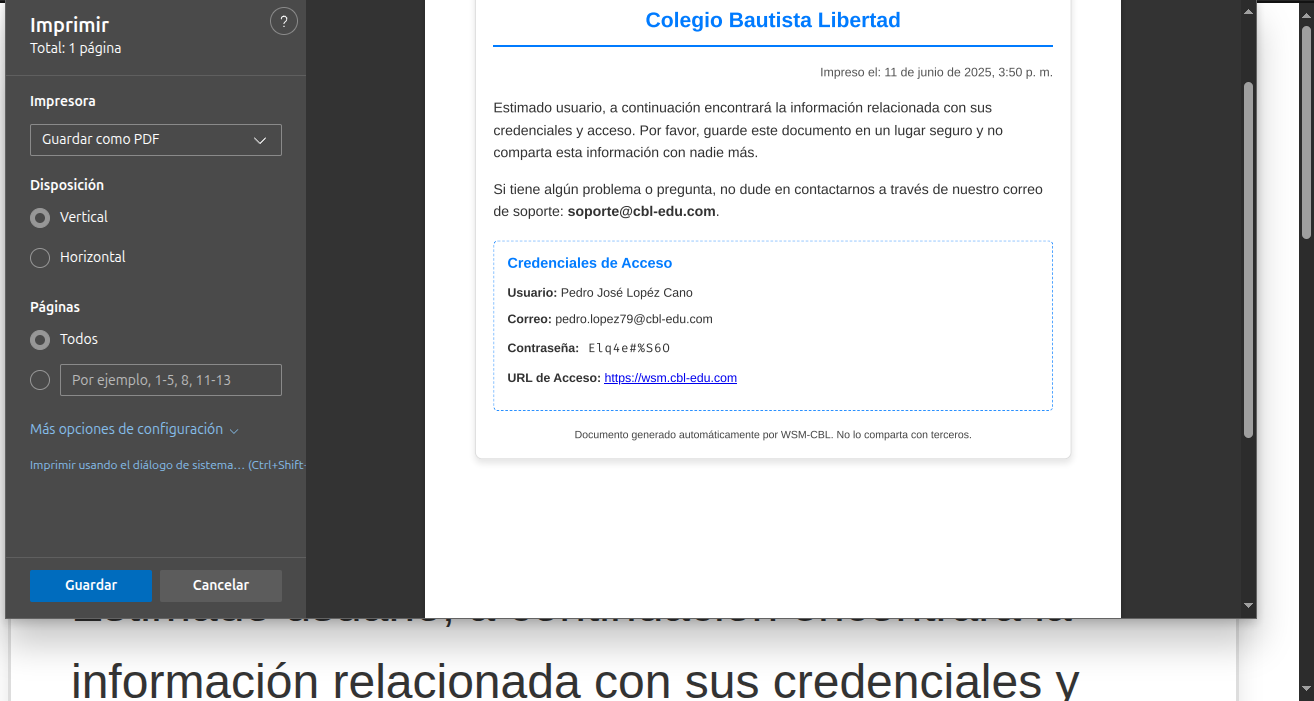 Imprimir
?
Total: 1 página
Impresora
Guardar como PDF
Disposición
Vertical
Horizontal
Páginas
Todos
Por ejemplo, 1-5, 8, 11-13
Más opciones de configuración
Imprimir usando el diálogo de sistema... (Ctrl+Shift+
Guardar
Cancelar
Colegio Bautista Libertad
Impreso el: 11 de junio de 2025, 3:50 p. m.
Estimado usuario, a continuación encontrará la información relacionada con sus
credenciales y acceso. Por favor, guarde este documento en un lugar seguro y no
comparta esta información con nadie más.
Si tiene algún problema o pregunta, no dude en contactarnos a través de nuestro correo
de soporte: soporte@cbl-edu.com.
Credenciales de Acceso
Usuario: Pedro José Lopéz Cano
Correo: pedro.lopez79@cbl-edu.com
Contraseña: Elq4e#%S6O
URL de Acceso: https://wsm.cbl-edu.com
Documento generado automáticamente por WSM-CBL. No lo comparta con terceros.
Estimado usuario, a continuación encontrará la
información relacionada con sus credenciales y